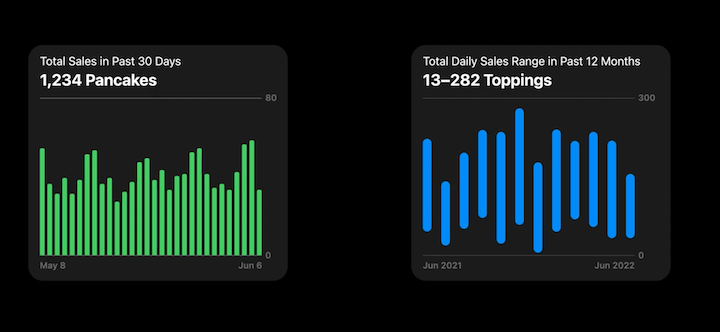 Total Sales in Past 30 Days
1,234 Pancakes
80
0
May 8
Jun 6
Total Daily Sales Range in Past 12 Months
13–282 Toppings
300
0
Jun 2021
Jun 2022